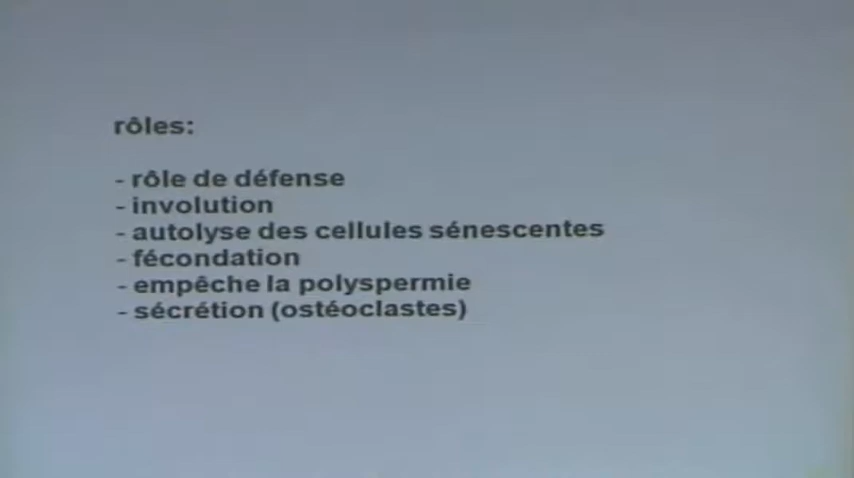 rôles:
- rôle de défense
- involution
- autolyse des cellules sénescentes
- fécondation
- empêche la polyspermie
- sécrétion (ostéoclastes)